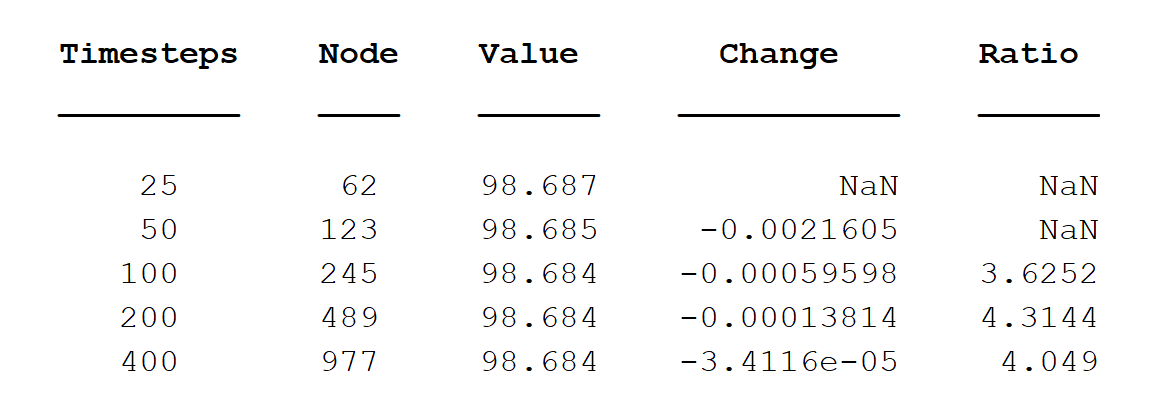 Timesteps Node Value Change Ratio
25 62 98.687 NaN NaN
50 123 98.685 -0.0021605 NaN
100 245 98.684 -0.00059598 3.6252
200 489 98.684 -0.00013814 4.3144
400 977 98.684 -3.4116e-05 4.049